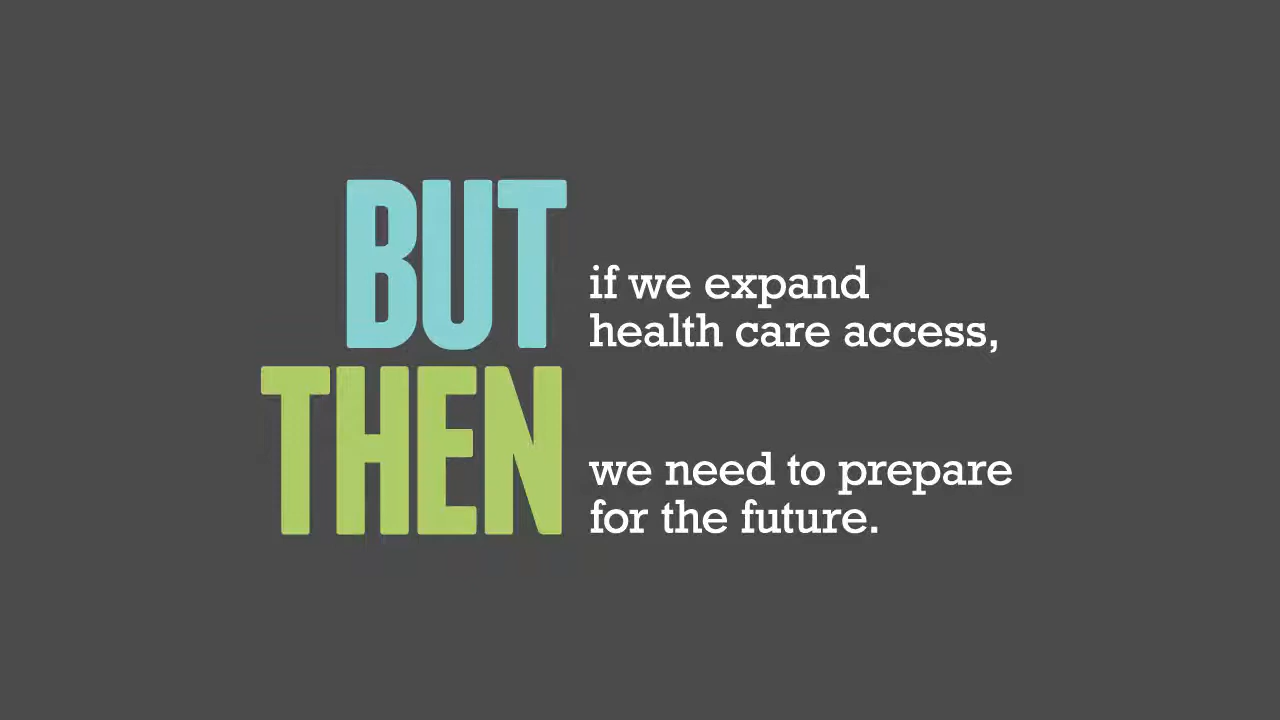 BUT
if we expand
health care access,
THEN
we need to prepare
for the future.